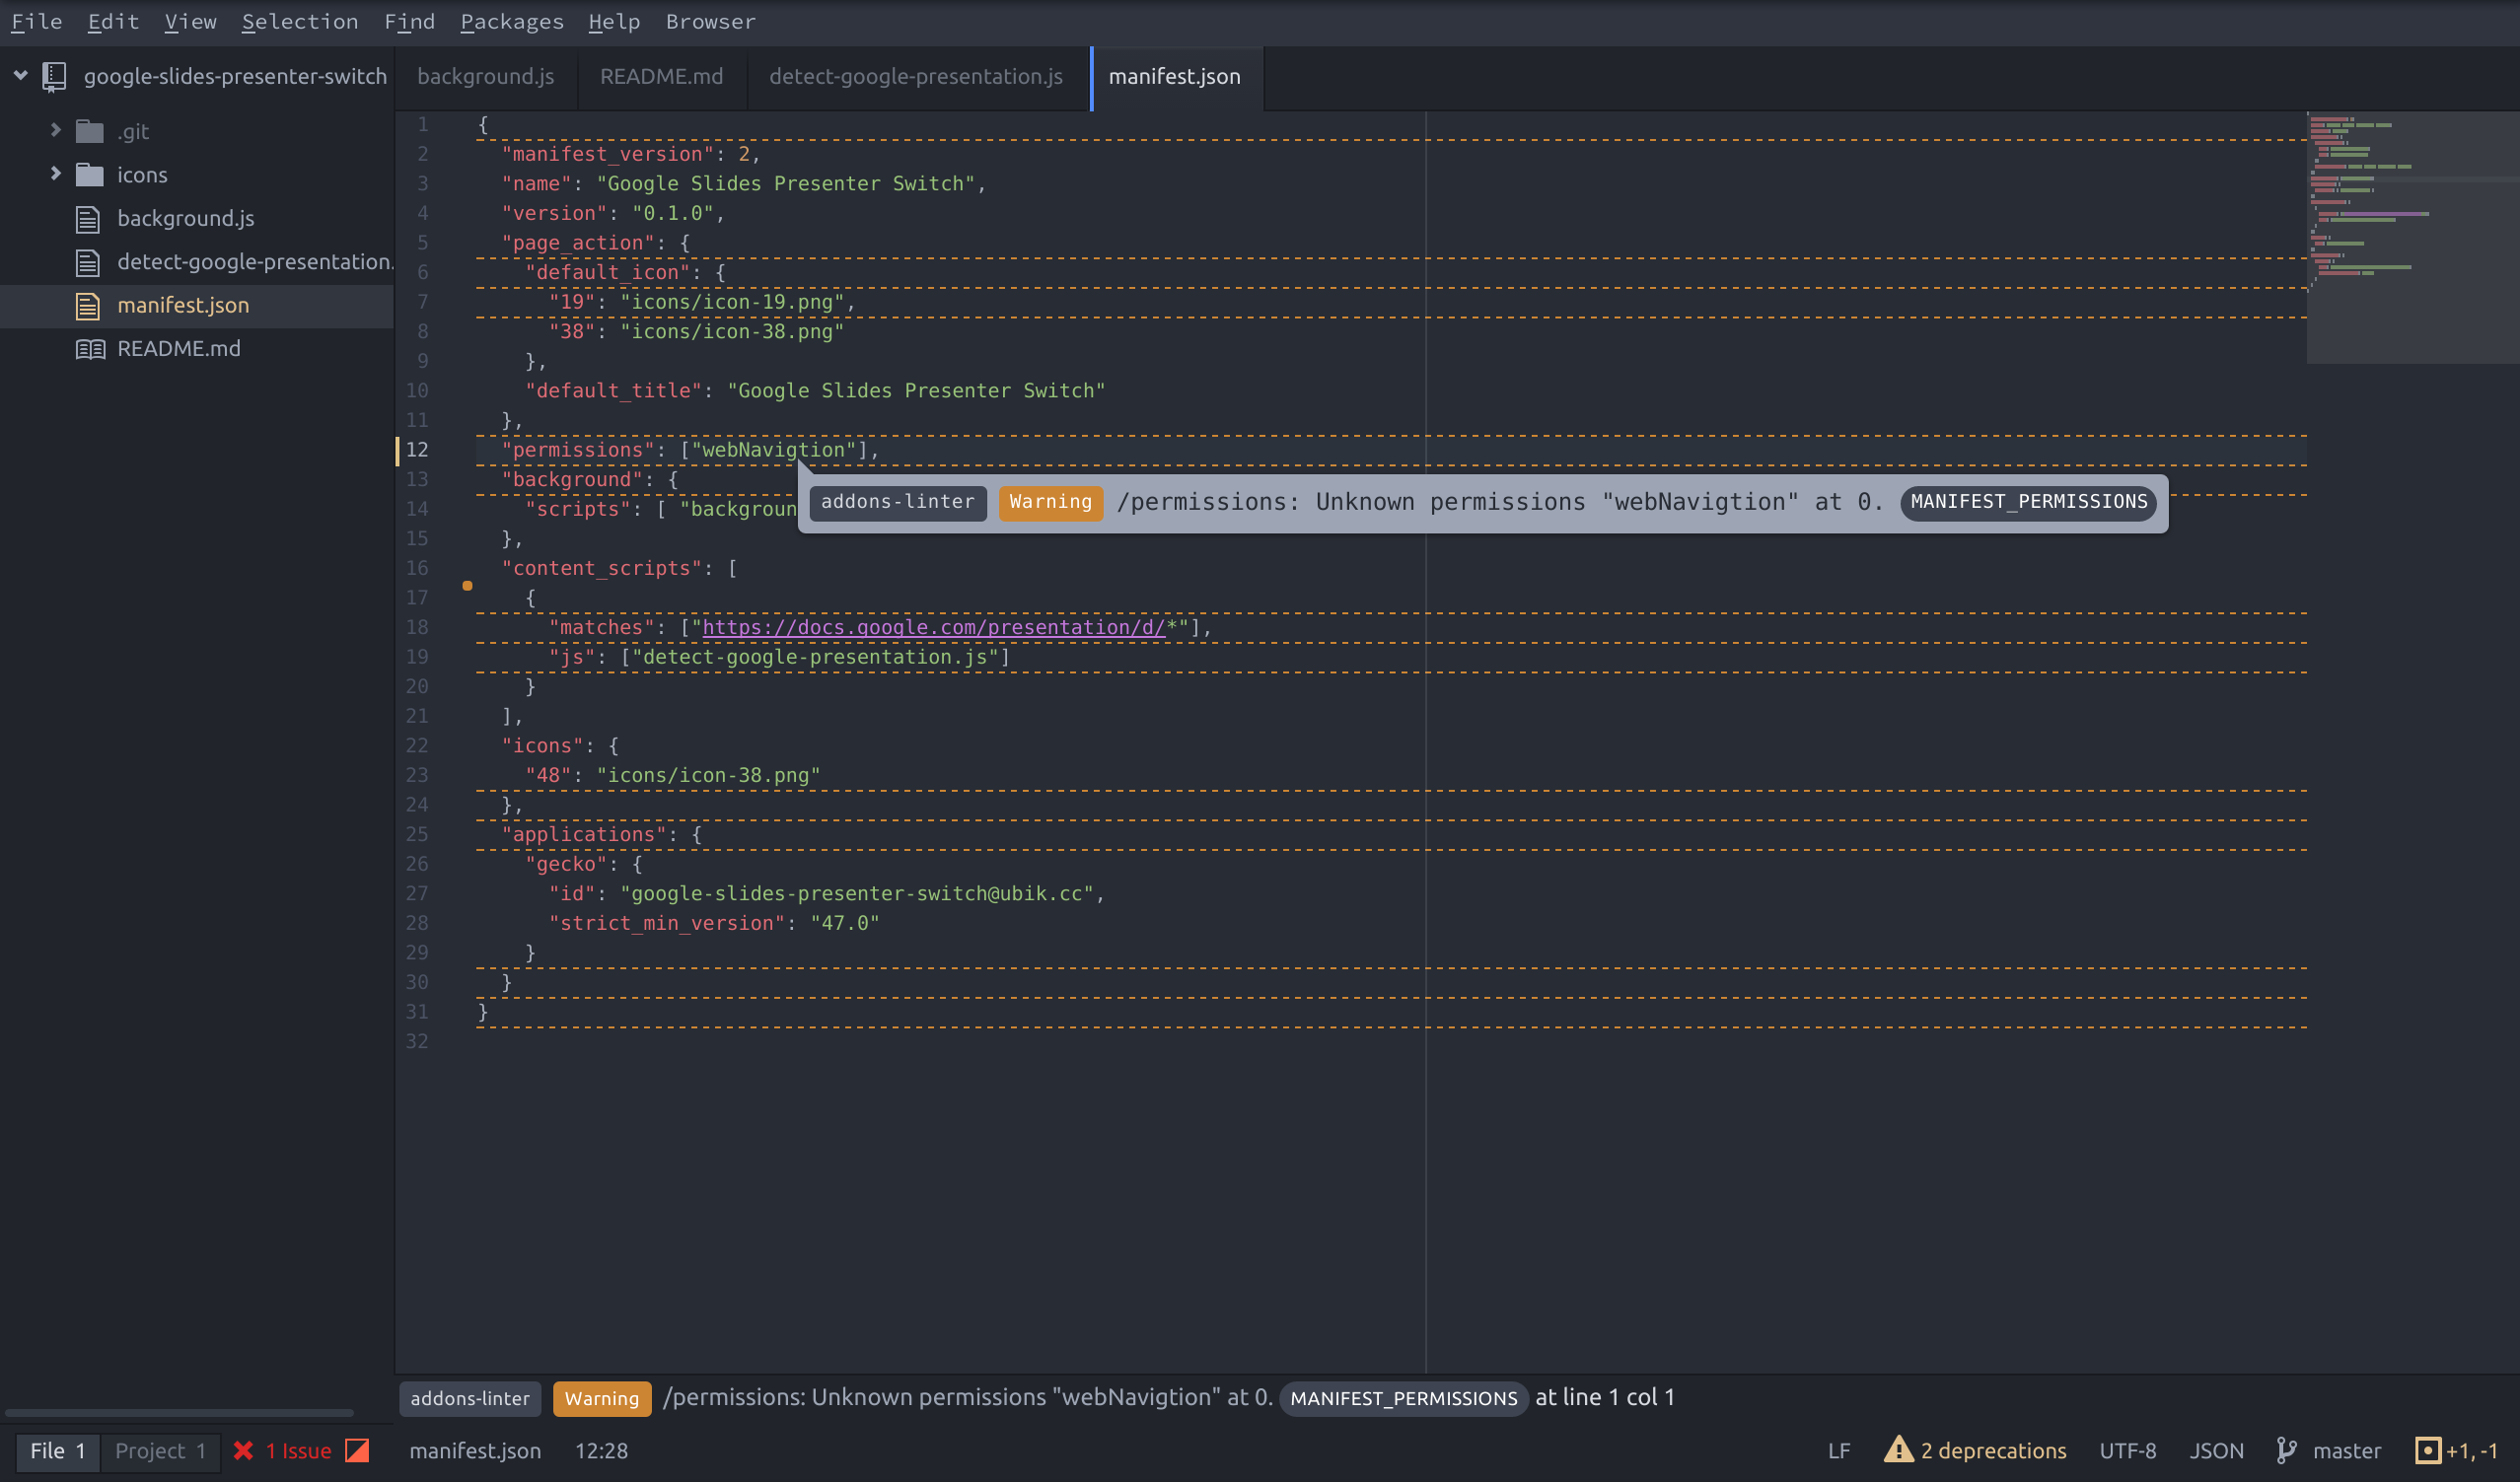 File Edit View Selection Find Packages Help Browser
google-slides-presenter-switch
.git
icons
background.js
detect-google-presentation.
manifest.json
README.md
background.js README.md detect-google-presentation.js manifest.json
1 {
2 "manifest_version": 2,
3 "name": "Google Slides Presenter Switch",
4 "version": "0.1.0",
5 "page_action": {
6 "default_icon": {
7 "19": "icons/icon-19.png",
8 "38": "icons/icon-38.png"
9 },
10 "default_title": "Google Slides Presenter Switch"
11 },
12 "permissions": ["webNavigtion"],
13 "background": {
14 "scripts": [ "backgroun
addons-linter Warning /permissions: Unknown permissions "webNavigtion" at 0. MANIFEST_PERMISSIONS
15 },
16 "content_scripts": [
17 {
18 "matches": ["https://docs.google.com/presentation/d/*"],
19 "js": ["detect-google-presentation.js"]
20 }
21 ],
22 "icons": {
23 "48": "icons/icon-38.png"
24 },
25 "applications": {
26 "gecko": {
27 "id": "google-slides-presenter-switch@ubik.cc",
28 "strict_min_version": "47.0"
29 }
30 }
31 }
32
addons-linter Warning /permissions: Unknown permissions "webNavigtion" at 0. MANIFEST_PERMISSIONS at line 1 col 1
File 1 Project 1 1 Issue manifest.json 12:28 LF 2 deprecations UTF-8 JSON master +1, -1